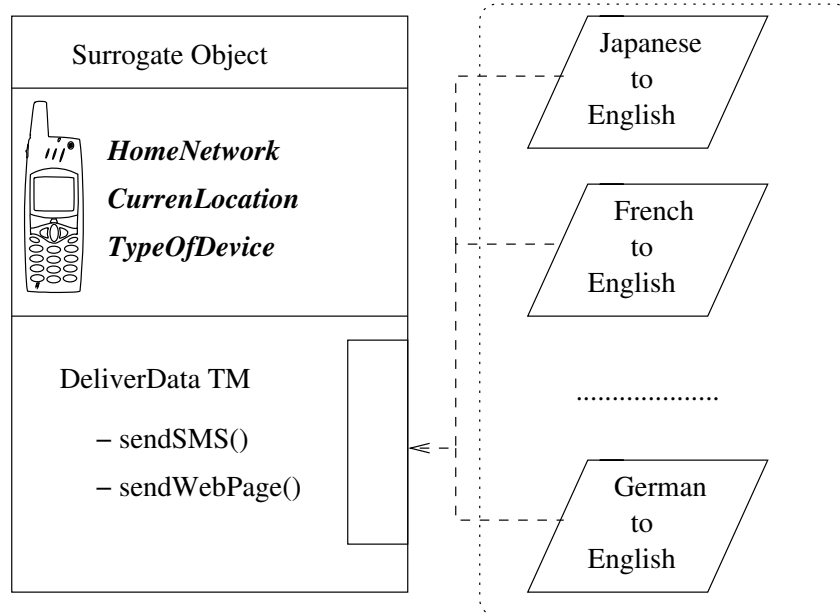 Surrogate Object
HomeNetwork
CurrenLocation
TypeOfDevice
DeliverData TM
– sendSMS()
– sendWebPage()
Japanese
to
English
French
to
English
....................
German
to
English